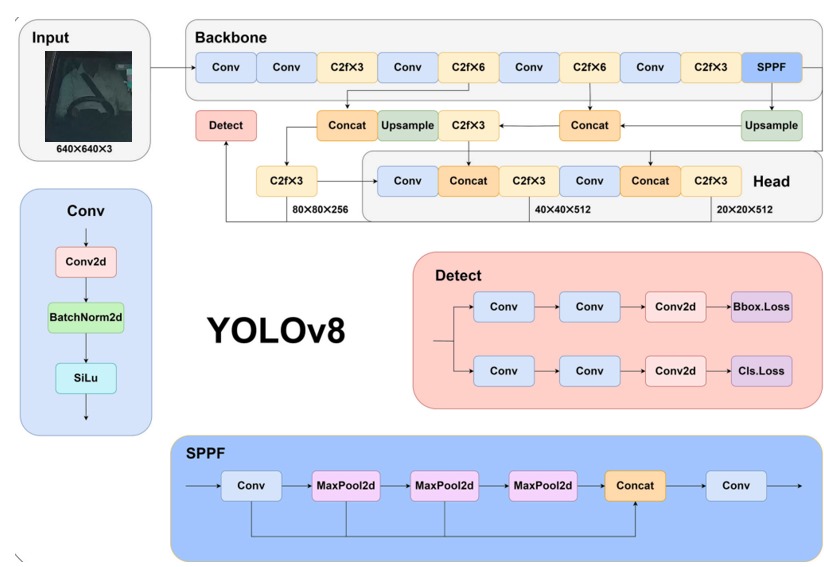 Input
640×640×3
Backbone
Conv Conv C2f×3 Conv C2f×6 Conv C2f×6 Conv C2f×3 SPPF
Detect Concat Upsample C2f×3 Concat Upsample
C2f×3 Conv Concat C2f×3 Conv Concat C2f×3 Head
80×80×256 40×40×512 20×20×512
Conv
Conv2d
BatchNorm2d
SiLu
YOLOv8
Detect
Conv Conv Conv2d Bbox.Loss
Conv Conv Conv2d Cls.Loss
SPPF
Conv MaxPool2d MaxPool2d MaxPool2d Concat Conv